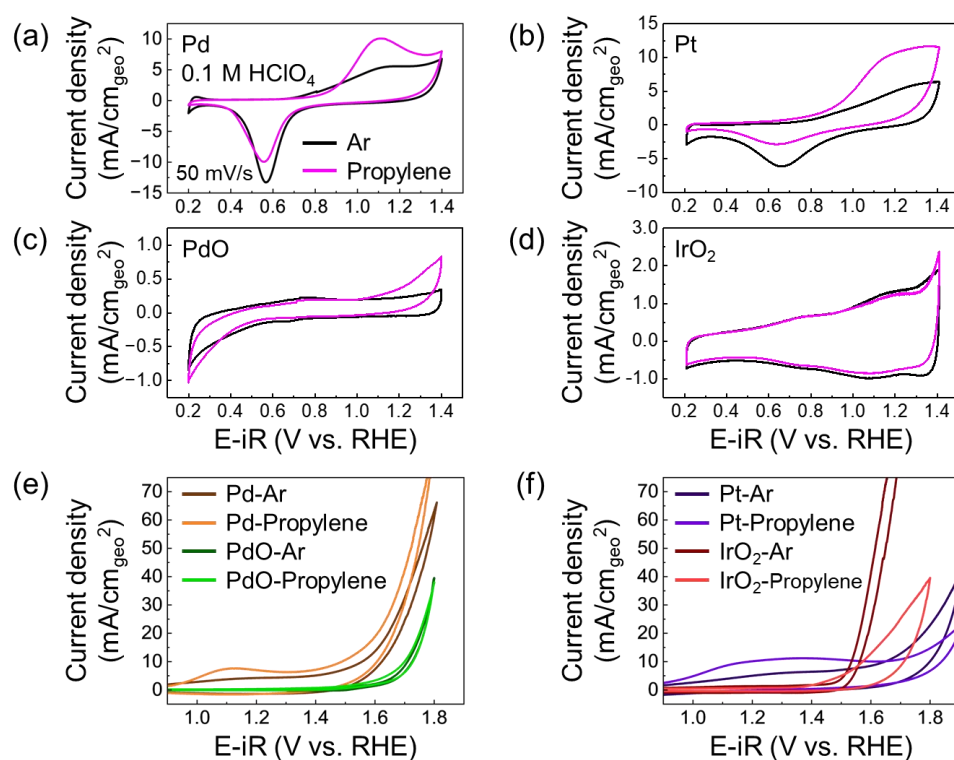 (a)
Pd
0.1 M HClO₄
50 mV/s
Ar
Propylene
Current density
(mA/cm_geo²)
10
5
0
−5
−10
−15
0.2 0.4 0.6 0.8 1.0 1.2 1.4
(b)
Pt
Current density
(mA/cm_geo²)
15
10
5
0
−5
−10
0.2 0.4 0.6 0.8 1.0 1.2 1.4
(c)
PdO
Current density
(mA/cm_geo²)
1.0
0.5
0.0
−0.5
−1.0
0.2 0.4 0.6 0.8 1.0 1.2 1.4
E-iR (V vs. RHE)
(d)
IrO₂
Current density
(mA/cm_geo²)
3.0
2.0
1.0
0.0
−1.0
0.2 0.4 0.6 0.8 1.0 1.2 1.4
E-iR (V vs. RHE)
(e)
Pd-Ar
Pd-Propylene
PdO-Ar
PdO-Propylene
Current density
(mA/cm_geo²)
70
60
50
40
30
20
10
0
1.0 1.2 1.4 1.6 1.8
E-iR (V vs. RHE)
(f)
Pt-Ar
Pt-Propylene
IrO₂-Ar
IrO₂-Propylene
Current density
(mA/cm_geo²)
70
60
50
40
30
20
10
0
1.0 1.2 1.4 1.6 1.8
E-iR (V vs. RHE)